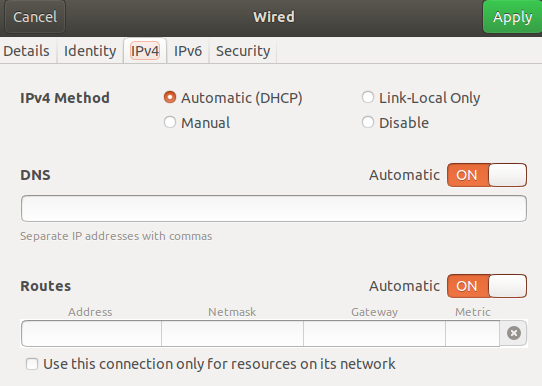 Cancel Wired Apply
Details Identity IPv4 IPv6 Security
IPv4 Method Automatic (DHCP) Link-Local Only
Manual Disable
DNS Automatic ON
Separate IP addresses with commas
Routes Automatic ON
Address Netmask Gateway Metric
Use this connection only for resources on its network